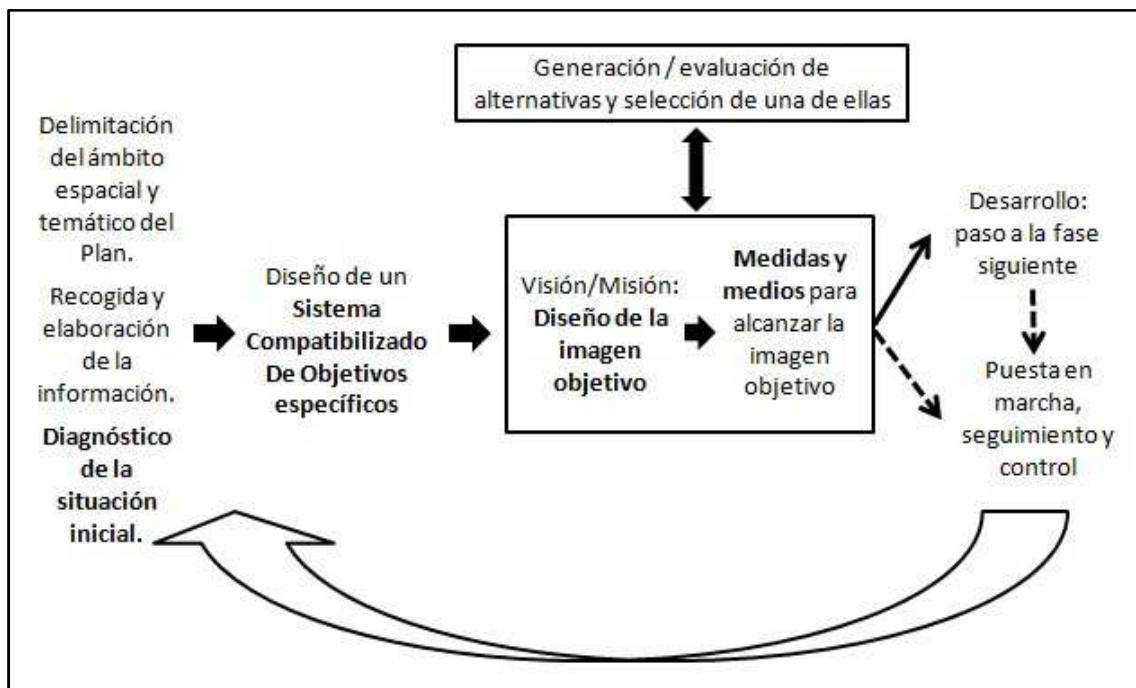 Delimitación
del ámbito
espacial y
temático del
Plan.
Recogida y
elaboración
de la
información.
Diagnóstico
de la
situación
inicial.
Diseño de un
Sistema
Compatibilizado
De Objetivos
específicos
Generación / evaluación de
alternativas y selección de una de ellas
Visión/Misión:
Diseño de la
imagen
objetivo
Medidas y
medios para
alcanzar la
imagen
objetivo
Desarrollo:
paso a la fase
siguiente
Puesta en
marcha,
seguimiento y
control